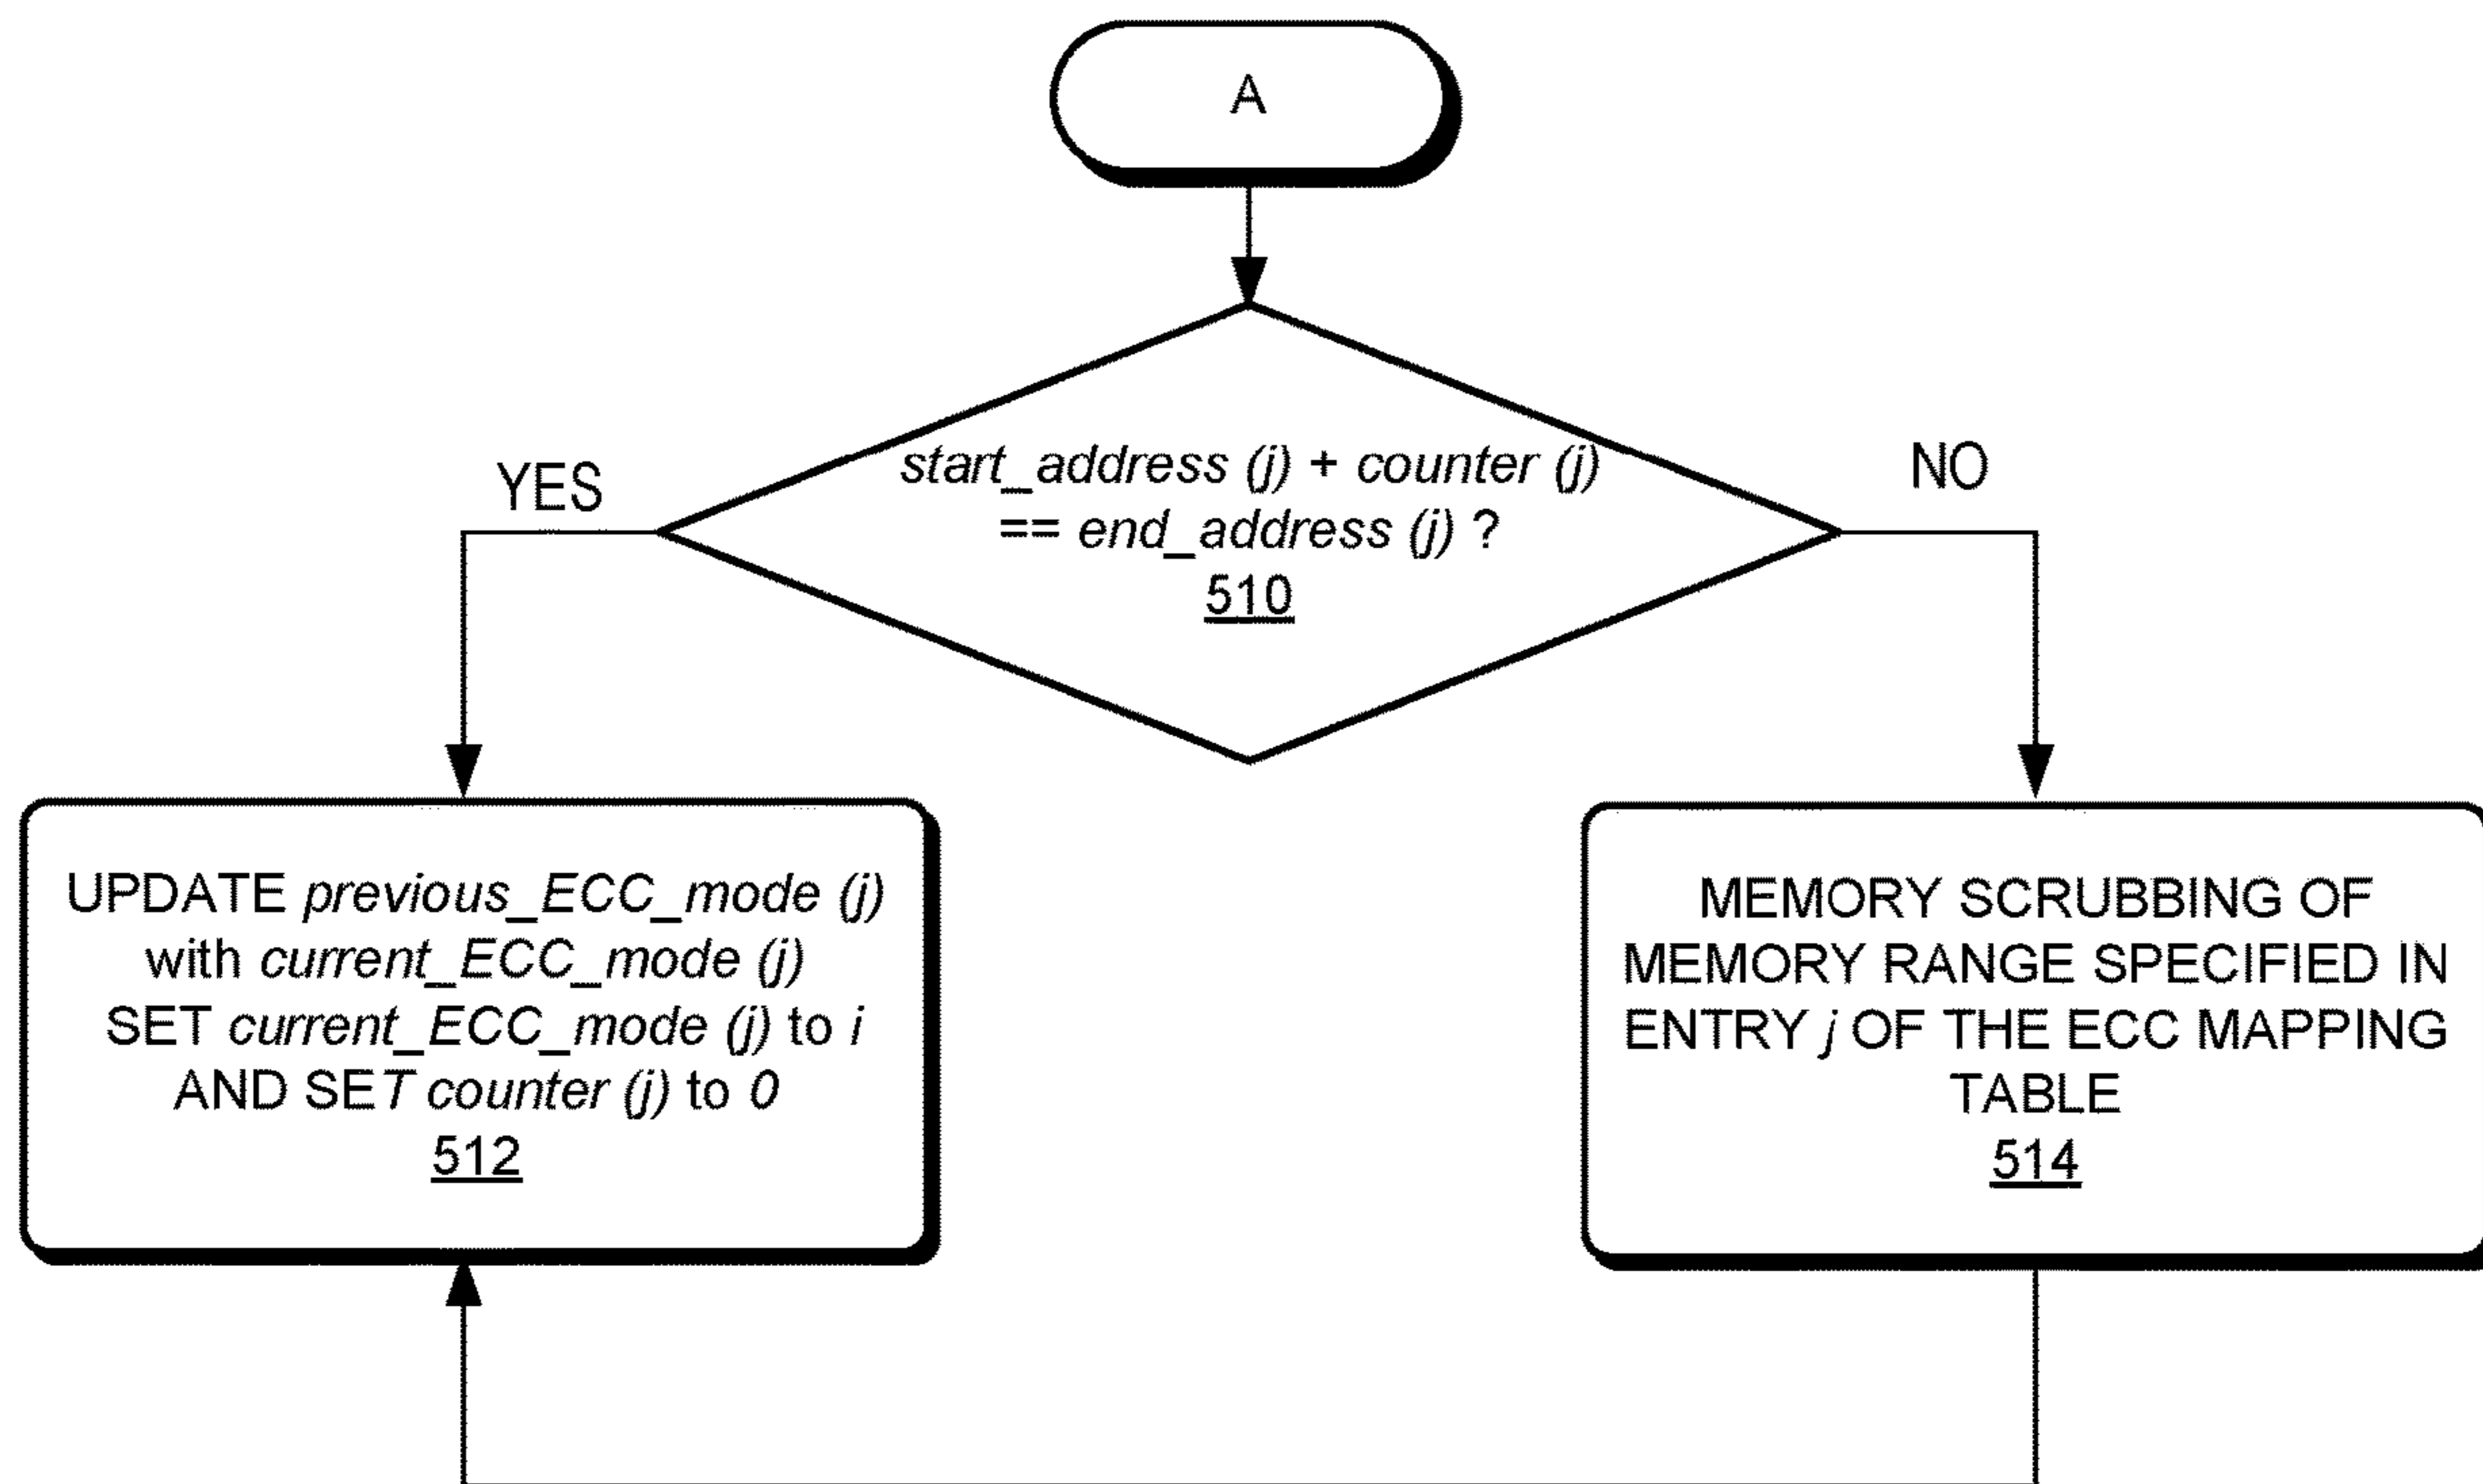 A
start_address (j) + counter (j)
== end_address (j) ?
510
YES
NO
UPDATE previous_ECC_mode (j)
with current_ECC_mode (j)
SET current_ECC_mode (j) to i
AND SET counter (j) to 0
512
MEMORY SCRUBBING OF
MEMORY RANGE SPECIFIED IN
ENTRY j OF THE ECC MAPPING
TABLE
514